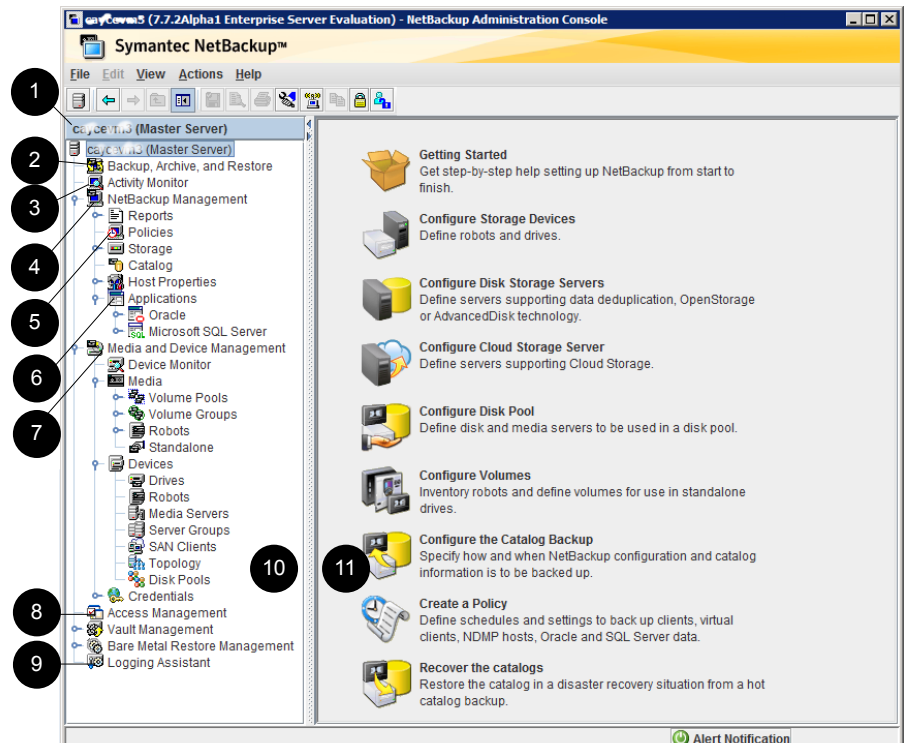 (7.7.2Alpha1 Enterprise Server Evaluation) - NetBackup Administration Console
Symantec NetBackup™
File Edit View Actions Help
1
(Master Server)
(Master Server)
2
Backup, Archive, and Restore
3
Activity Monitor
4
NetBackup Management
Reports
5
Policies
Storage
Catalog
Host Properties
6
Applications
Oracle
Microsoft SQL Server
7
Media and Device Management
Device Monitor
Media
Volume Pools
Volume Groups
Robots
Standalone
Devices
Drives
Robots
Media Servers
Server Groups
SAN Clients
Topology
Disk Pools
Credentials
8
Access Management
Vault Management
Bare Metal Restore Management
9
Logging Assistant
10
11
Getting Started
Get step-by-step help setting up NetBackup from start to
finish.
Configure Storage Devices
Define robots and drives.
Configure Disk Storage Servers
Define servers supporting data deduplication, OpenStorage
or AdvancedDisk technology.
Configure Cloud Storage Server
Define servers supporting Cloud Storage.
Configure Disk Pool
Define disk and media servers to be used in a disk pool.
Configure Volumes
Inventory robots and define volumes for use in standalone
drives.
Configure the Catalog Backup
Specify how and when NetBackup configuration and catalog
information is to be backed up.
Create a Policy
Define schedules and settings to back up clients, virtual
clients, NDMP hosts, Oracle and SQL Server data.
Recover the catalogs
Restore the catalog in a disaster recovery situation from a hot
catalog backup.
Alert Notification